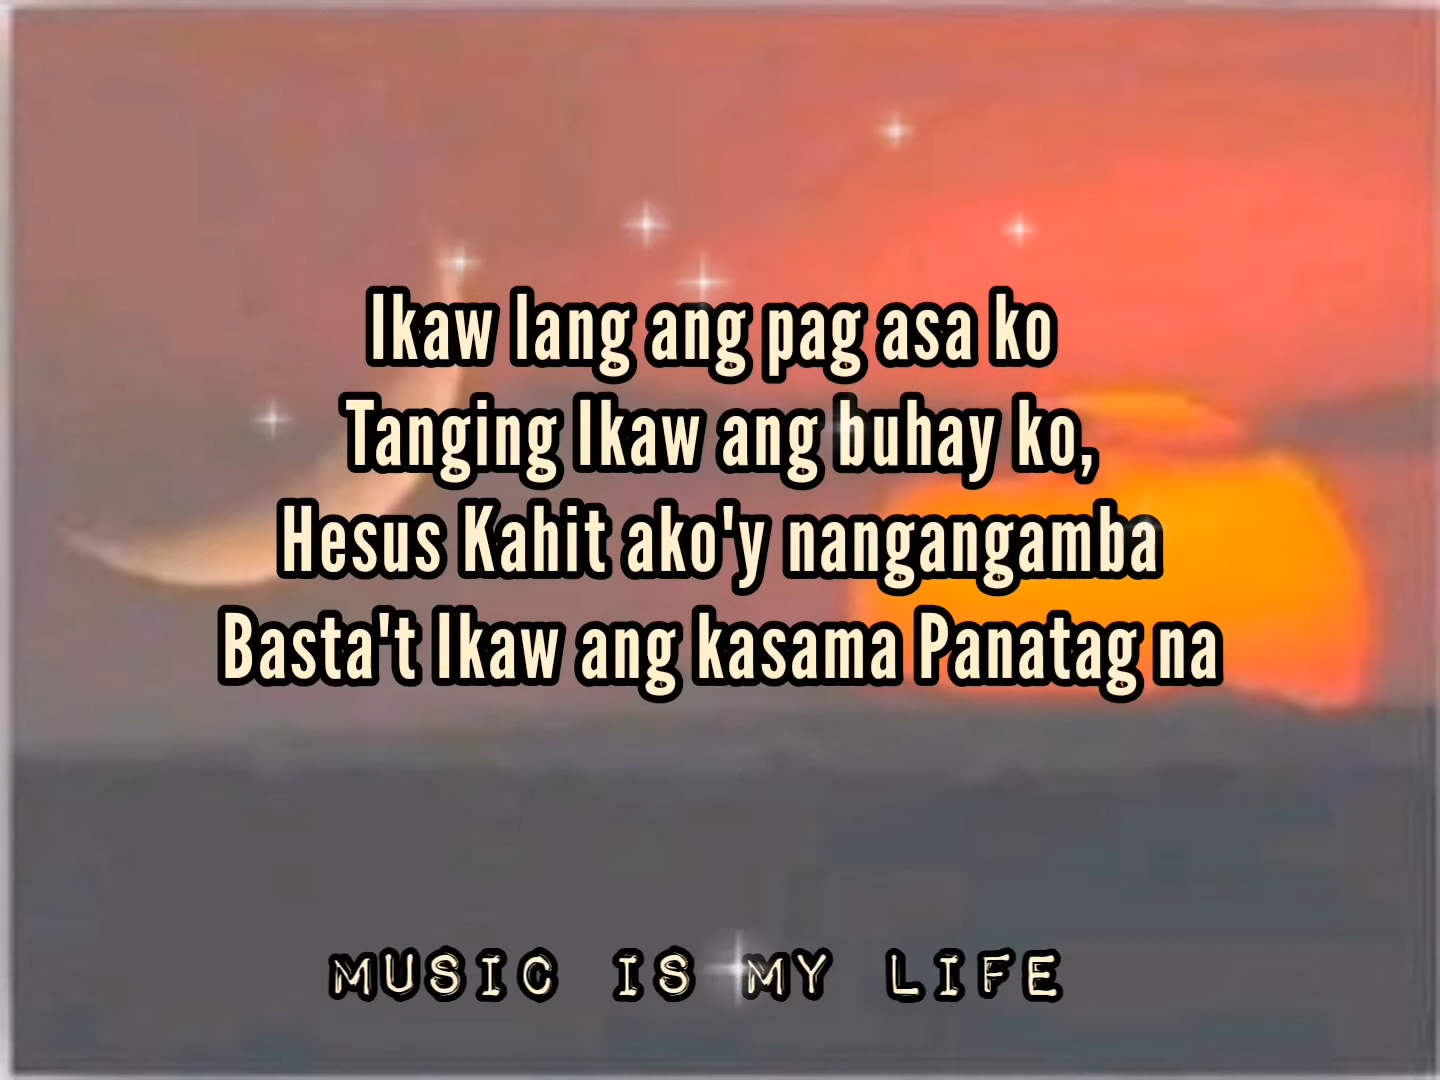 Ikaw lang ang pag asa ko
Tanging Ikaw ang buhay ko,
Hesus Kahit ako'y nangangamba
Basta't Ikaw ang kasama Panatag na
MUSIC IS MY LIFE